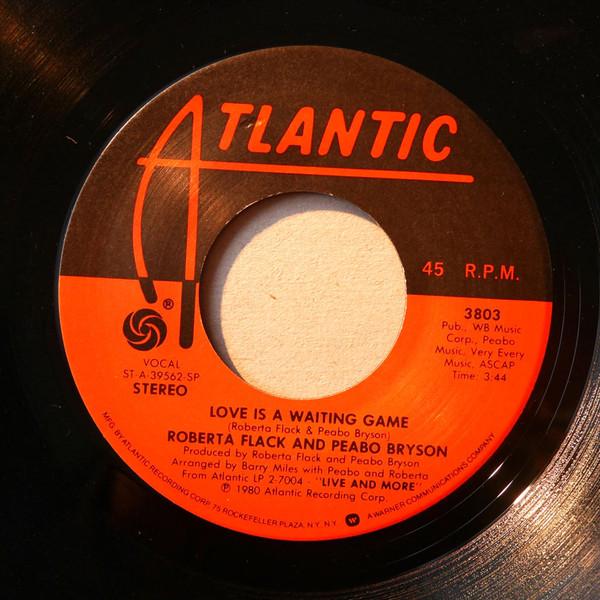 ATLANTIC
45 R.P.M.
®
3803
Pub., WB Music
Corp., Peabo
Music, Very Every
Music, ASCAP
Time: 3:44
VOCAL
ST-A-39562-SP
STEREO
LOVE IS A WAITING GAME
(Roberta Flack & Peabo Bryson)
ROBERTA FLACK AND PEABO BRYSON
Produced by Roberta Flack and Peabo Bryson
Arranged by Barry Miles with Peabo and Roberta
From Atlantic LP 2-7004 - "LIVE AND MORE"
℗ 1980 Atlantic Recording Corp.
MFG. BY ATLANTIC RECORDING CORP. 75 ROCKEFELLER PLAZA, N.Y. N.Y. W A WARNER COMMUNICATIONS COMPANY